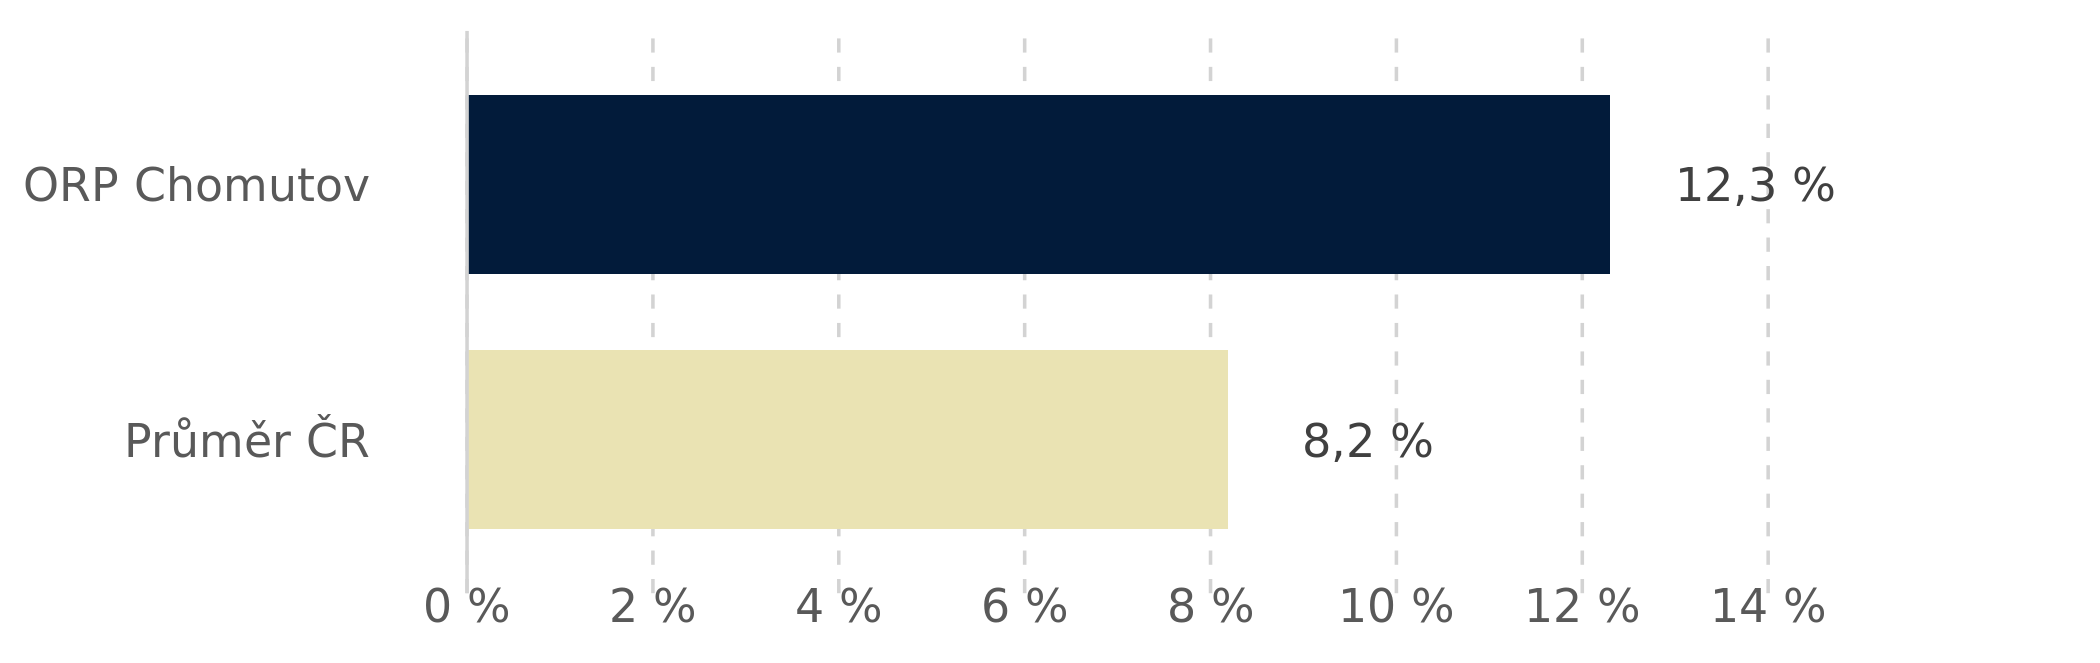 ORP Chomutov
12,3 %
Průměr ČR
8,2 %
0 % 2 % 4 % 6 % 8 % 10 % 12 % 14 %